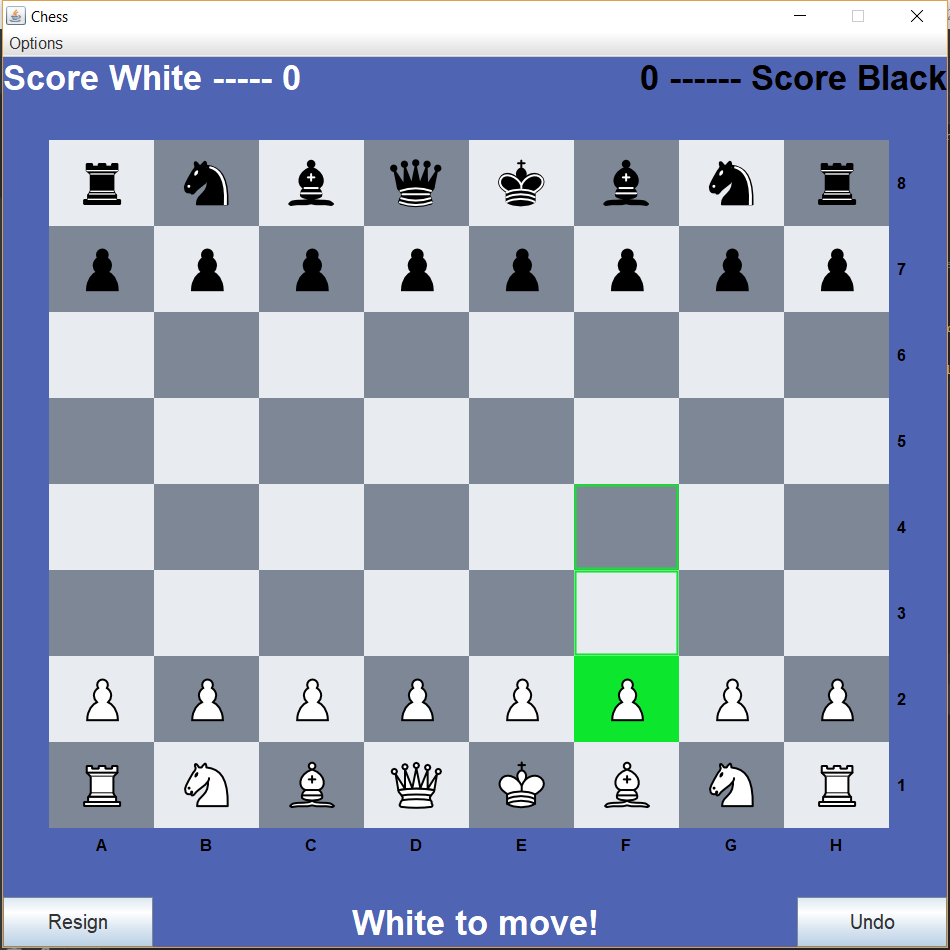 Chess
Options
Score White ----- 0
0 ------ Score Black
8
7
6
5
4
3
2
1
A B C D E F G H
Resign
White to move!
Undo